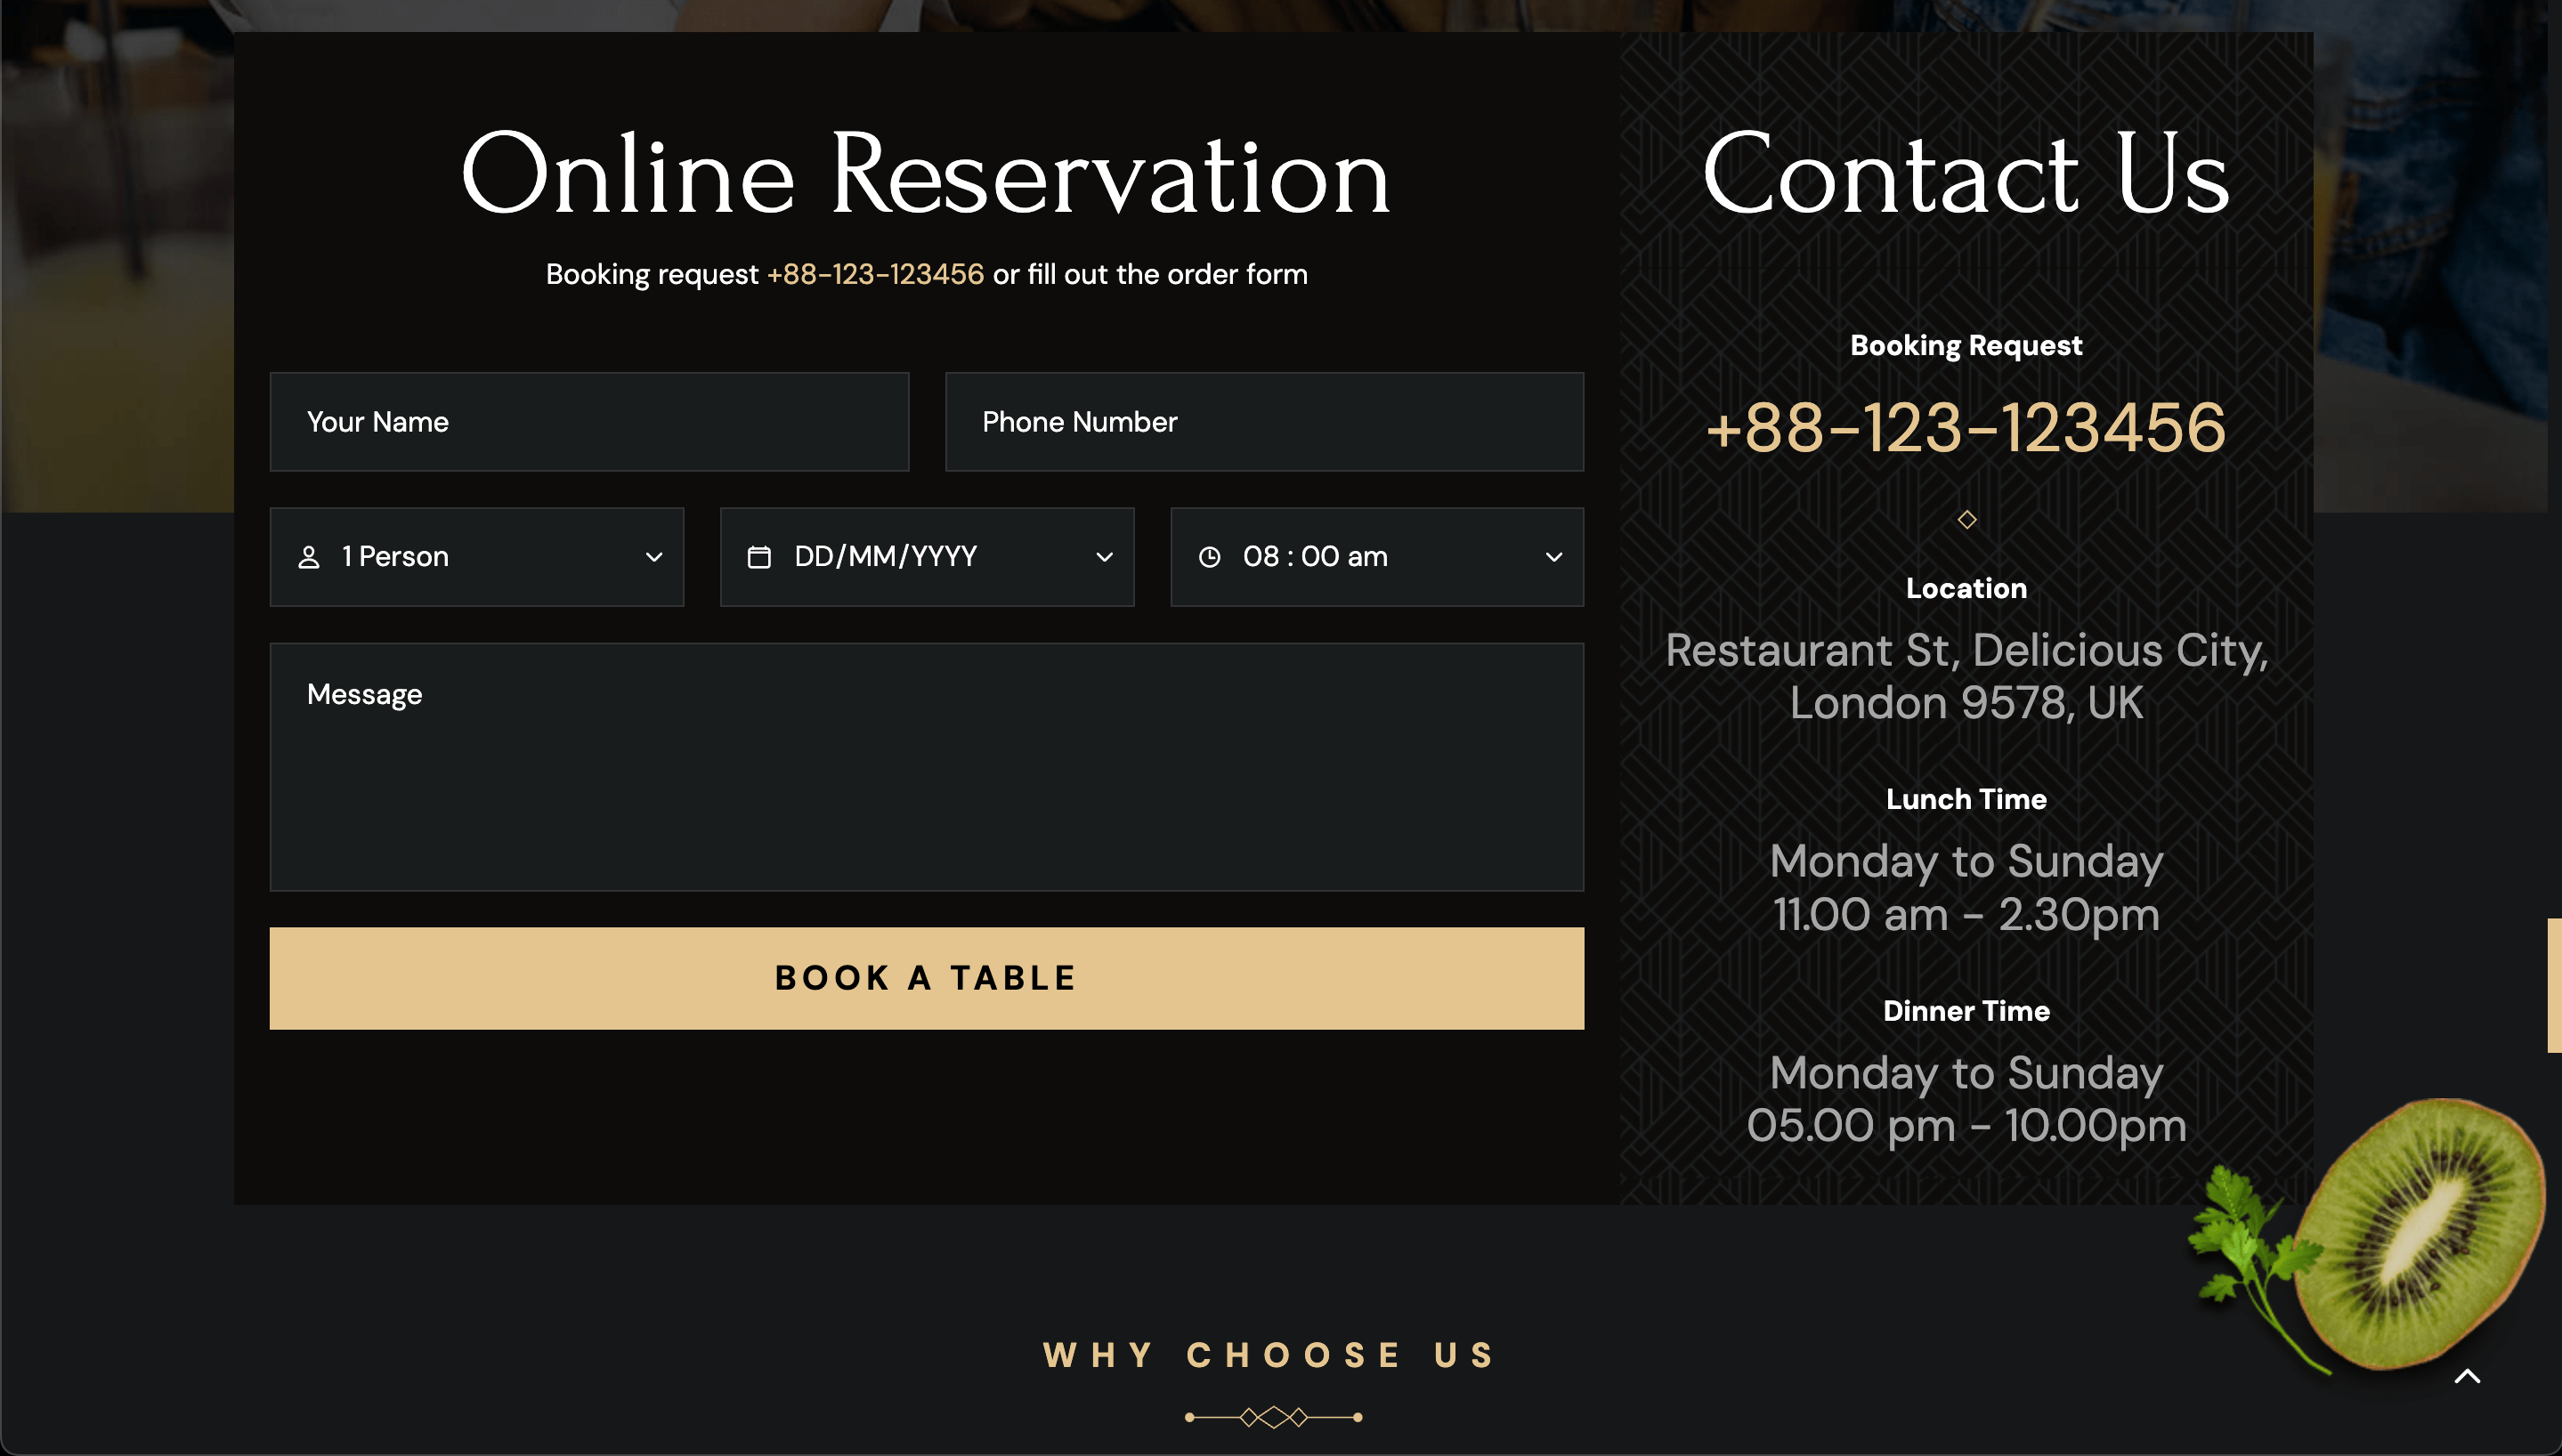 Online Reservation
Booking request +88-123-123456 or fill out the order form
Your Name
Phone Number
1 Person
DD/MM/YYYY
08 : 00 am
Message
BOOK A TABLE
Contact Us
Booking Request
+88-123-123456
Location
Restaurant St, Delicious City,
London 9578, UK
Lunch Time
Monday to Sunday
11.00 am - 2.30pm
Dinner Time
Monday to Sunday
05.00 pm - 10.00pm
WHY CHOOSE US